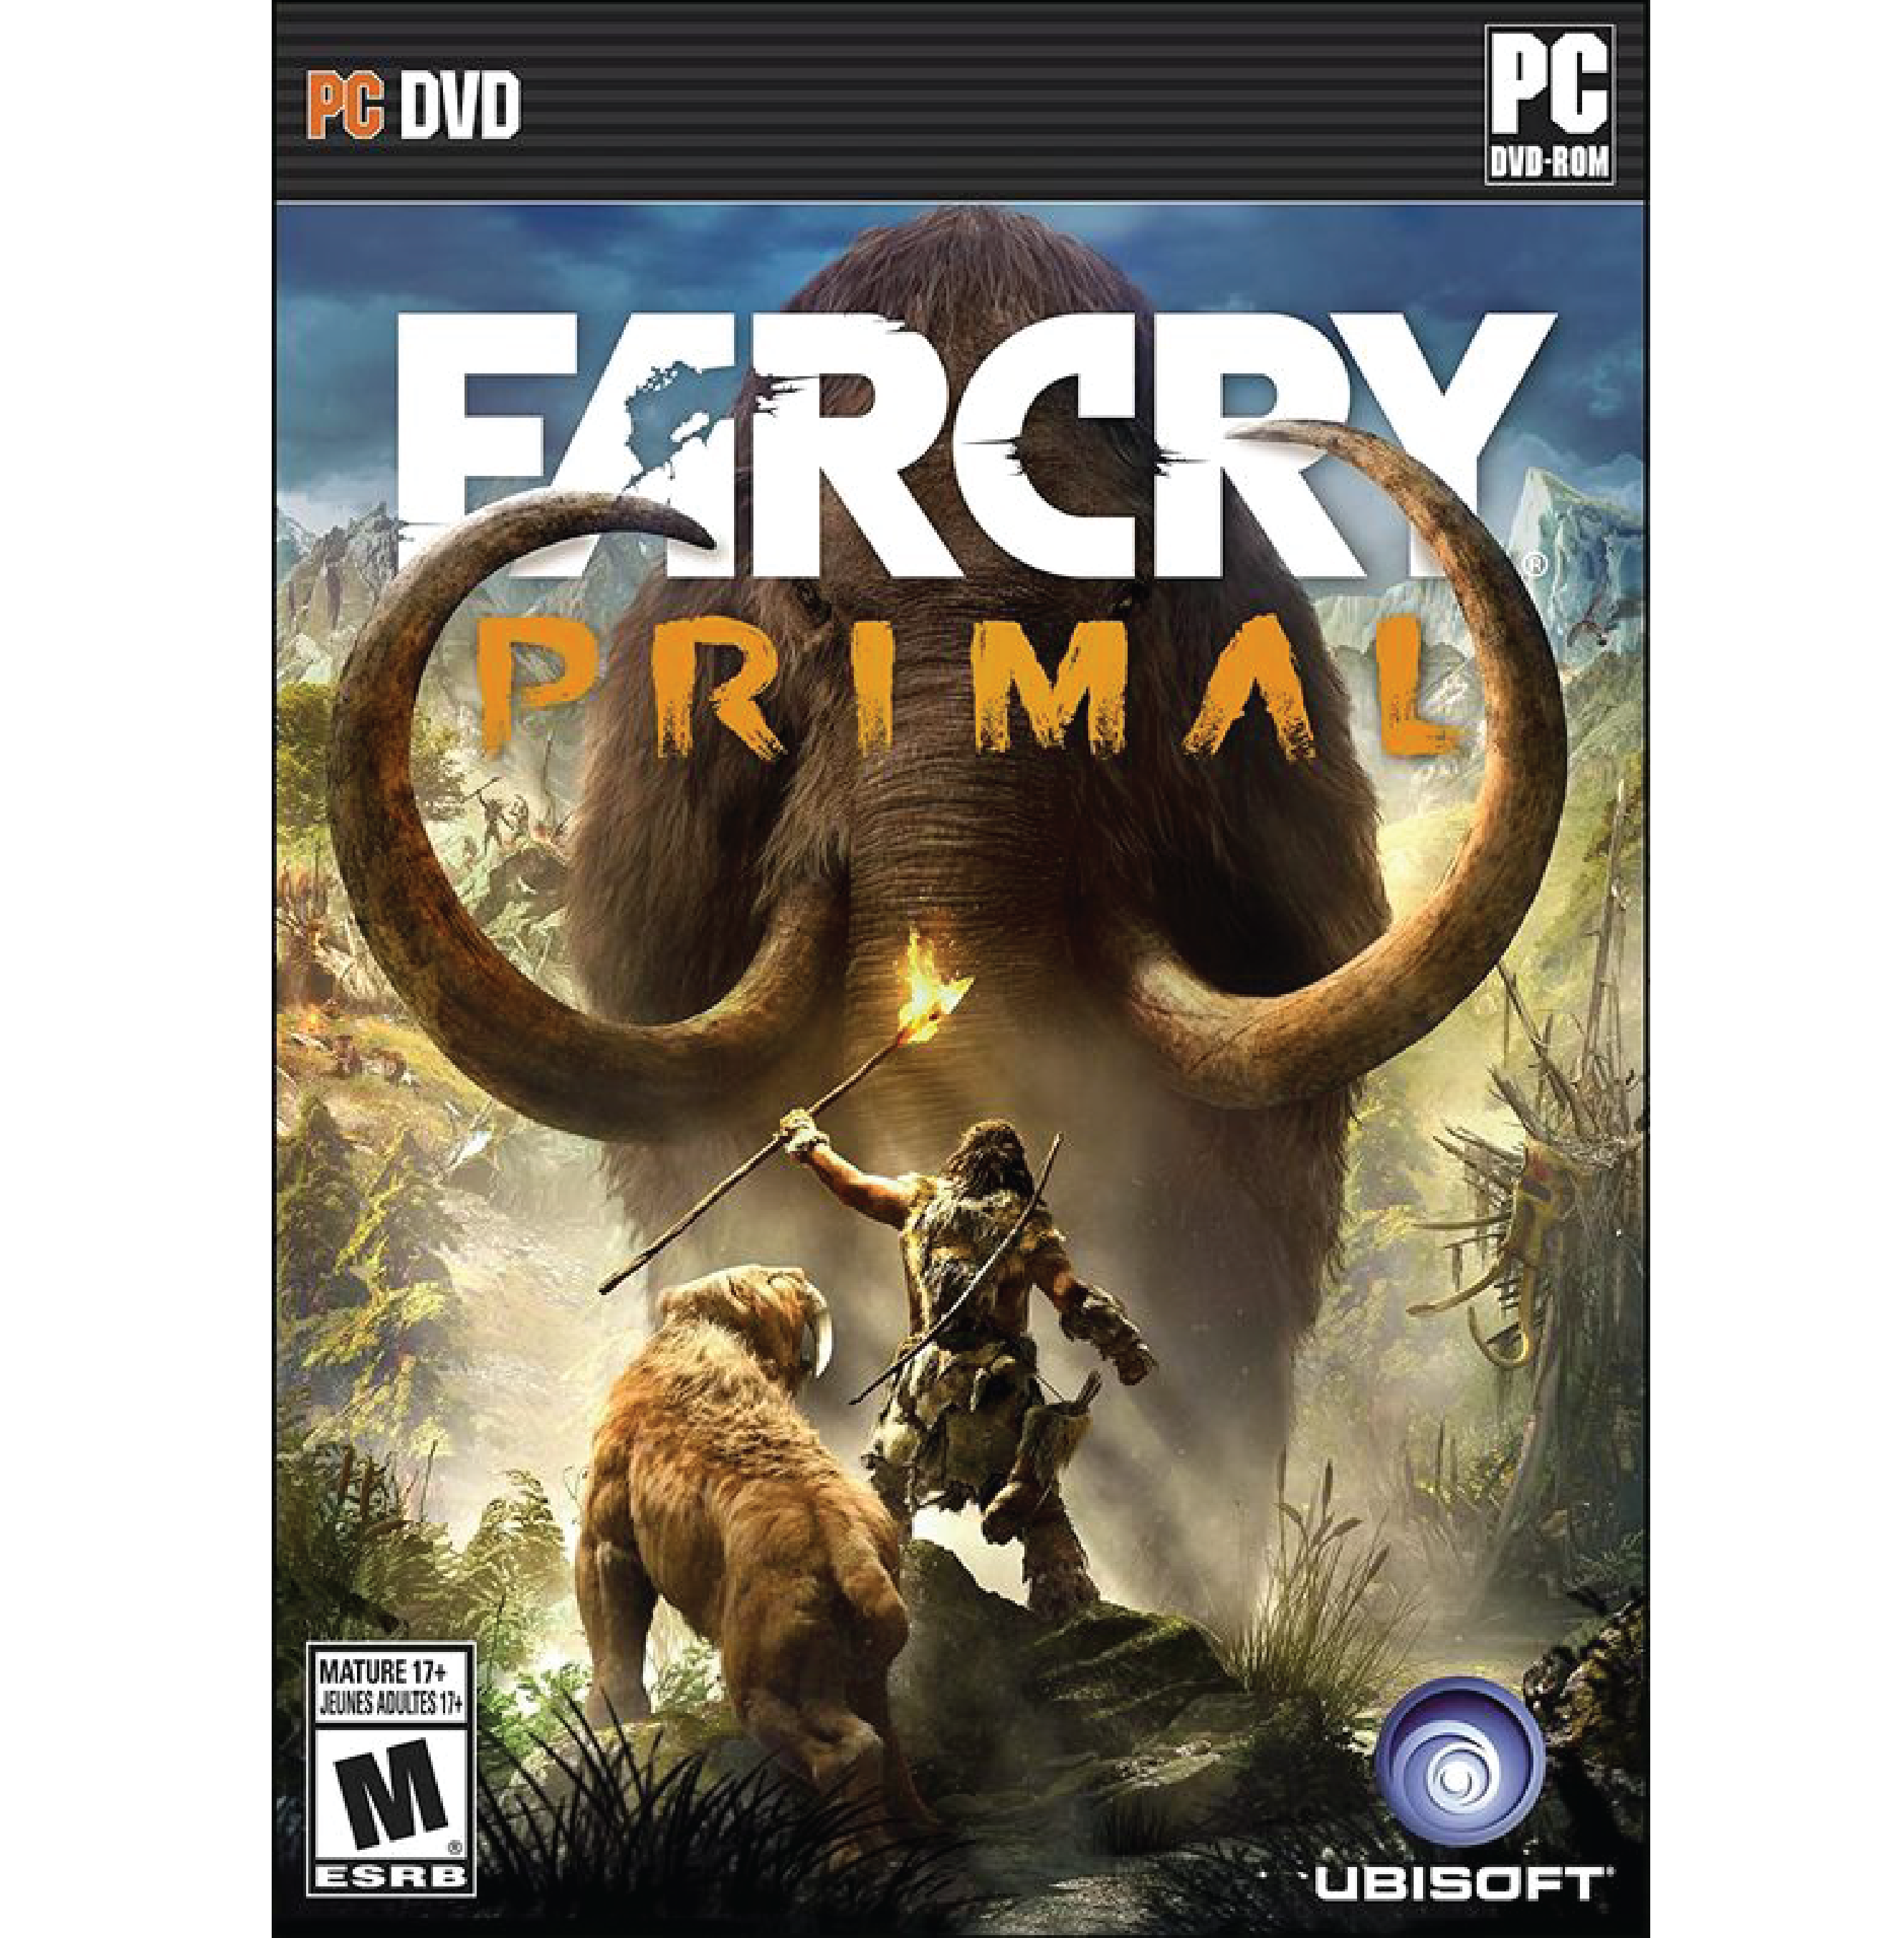 PC DVD
PC
DVD-ROM
FARCRY®
PRIMAL
MATURE 17+
JEUNES ADULTES 17+
M®
ESRB
UBISOFT®